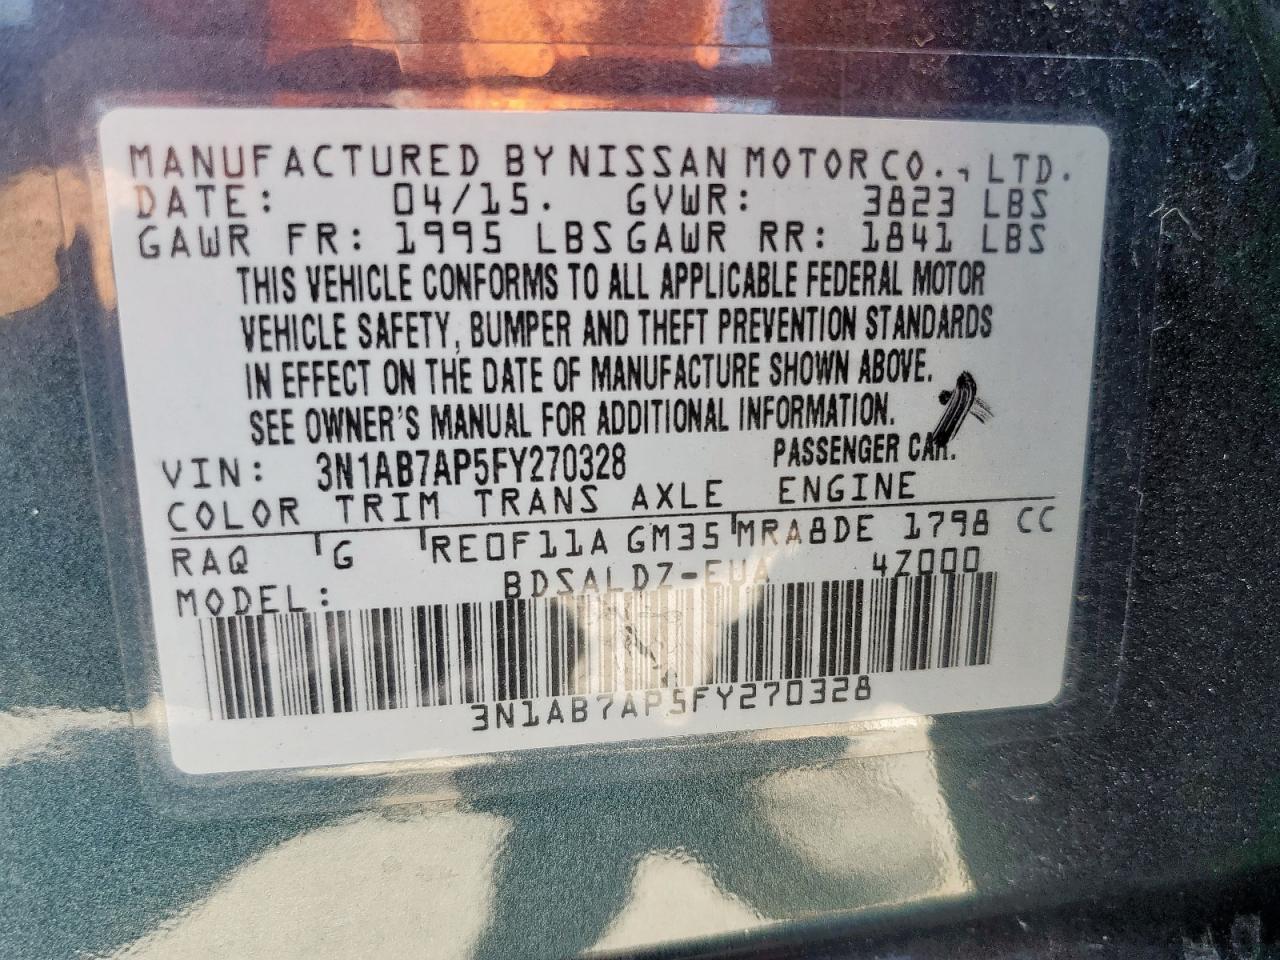 MANUFACTURED BY NISSAN MOTOR CO., LTD.
DATE: 04/15. GVWR: 3823 LBS
GAWR FR: 1995 LBS GAWR RR: 1841 LBS
THIS VEHICLE CONFORMS TO ALL APPLICABLE FEDERAL MOTOR
VEHICLE SAFETY, BUMPER AND THEFT PREVENTION STANDARDS
IN EFFECT ON THE DATE OF MANUFACTURE SHOWN ABOVE.
SEE OWNER'S MANUAL FOR ADDITIONAL INFORMATION.
VIN: 3N1AB7AP5FY270328 PASSENGER CAR.
COLOR TRIM TRANS AXLE ENGINE
RAQ G RE0F11A GM35 MRA8DE 1798 CC
MODEL: BDSALDZ-EUA 4Z000
3N1AB7AP5FY270328